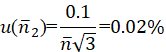 u(n̄₂) = 0.1 / n̄√3 = 0.02%